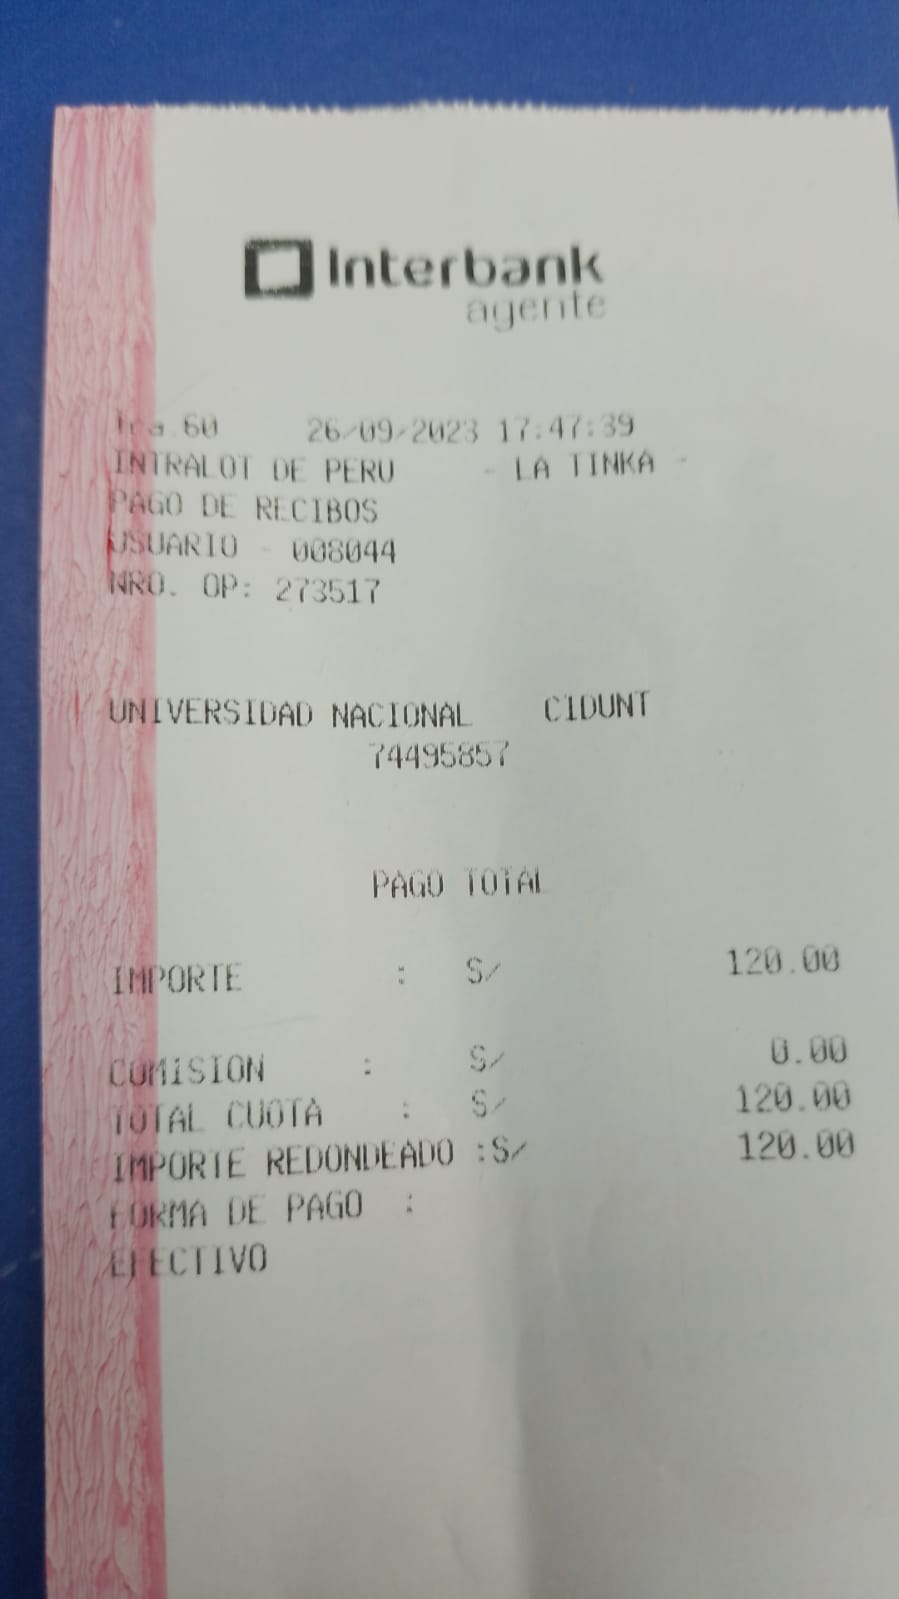 Interbank
agente
Tra.60 26/09/2023 17:47:39
INTRALOT DE PERU - LA TINKA -
PAGO DE RECIBOS
USUARIO - 008044
NRO. OP: 273517
UNIVERSIDAD NACIONAL CIDUNT
74495857
PAGO TOTAL
IMPORTE : S/ 120.00
COMISION : S/ 0.00
TOTAL CUOTA : S/ 120.00
IMPORTE REDONDEADO :S/ 120.00
FORMA DE PAGO :
EFECTIVO